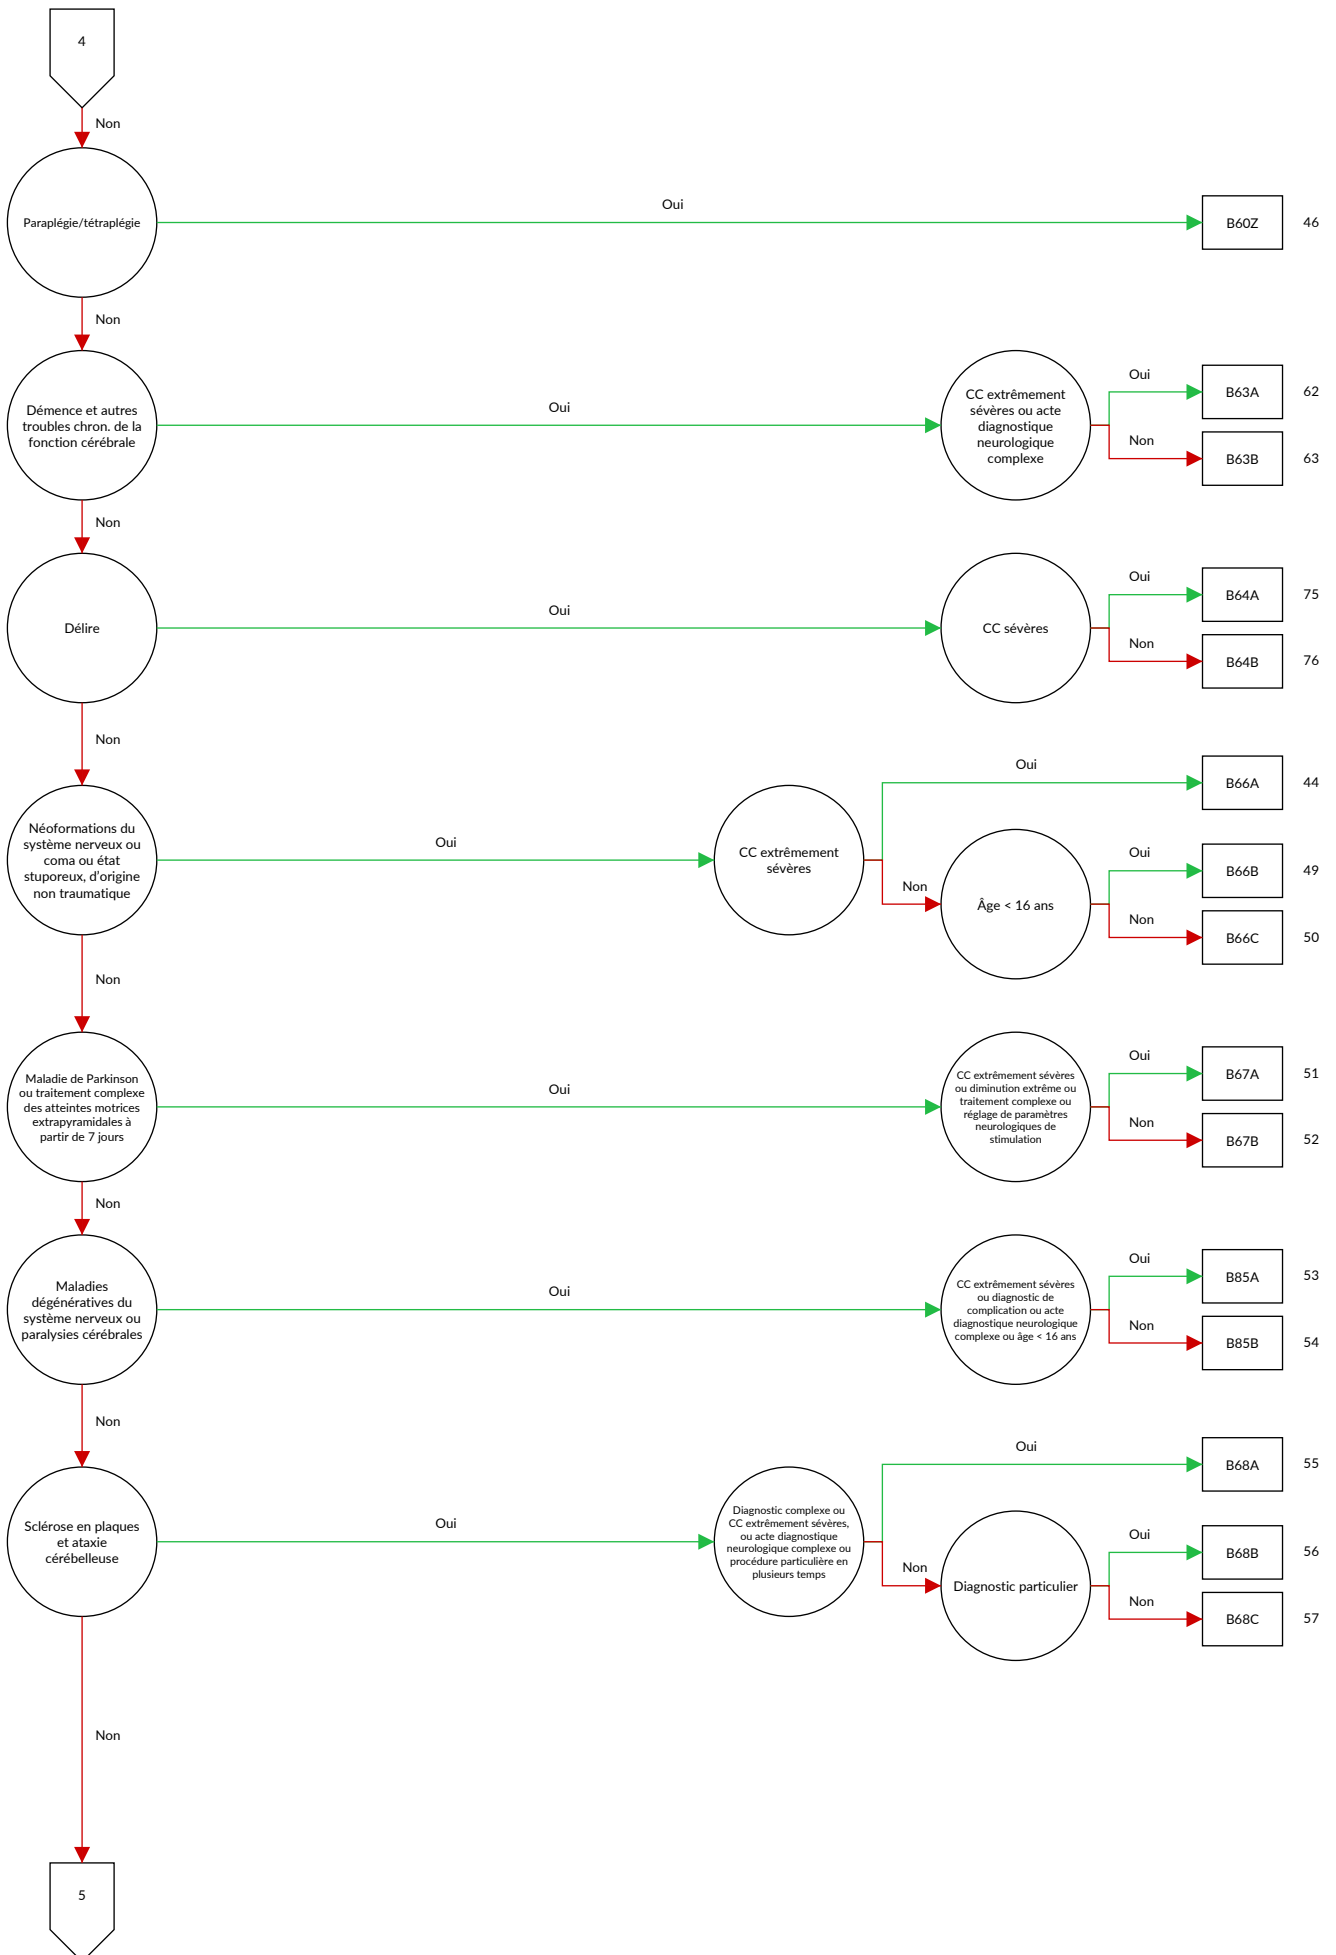 4
Non
Paraplégie/tétraplégie
Oui
B60Z
46
Non
Démence et autres
troubles chron. de la
fonction cérébrale
Oui
CC extrêmement
sévères ou acte
diagnostique
neurologique
complexe
Oui
B63A
62
Non
B63B
63
Non
Délire
Oui
CC sévères
Oui
B64A
75
Non
B64B
76
Non
Néoformations du
système nerveux ou
coma ou état
stuporeux, d'origine
non traumatique
Oui
CC extrêmement
sévères
Oui
B66A
44
Non
Âge < 16 ans
Oui
B66B
49
Non
B66C
50
Non
Maladie de Parkinson
ou traitement complexe
des atteintes motrices
extrapyramidales à
partir de 7 jours
Oui
CC extrêmement sévères
ou diminution extrême ou
traitement complexe ou
réglage de paramètres
neurologiques de
stimulation
Oui
B67A
51
Non
B67B
52
Non
Maladies
dégénératives du
système nerveux ou
paralysies cérébrales
Oui
CC extrêmement sévères
ou diagnostic de
complication ou acte
diagnostique neurologique
complexe ou âge < 16 ans
Oui
B85A
53
Non
B85B
54
Non
Sclérose en plaques
et ataxie
cérébelleuse
Oui
Diagnostic complexe ou
CC extrêmement sévères,
ou acte diagnostique
neurologique complexe ou
procédure particulière en
plusieurs temps
Oui
B68A
55
Non
Diagnostic particulier
Oui
B68B
56
Non
B68C
57
Non
5